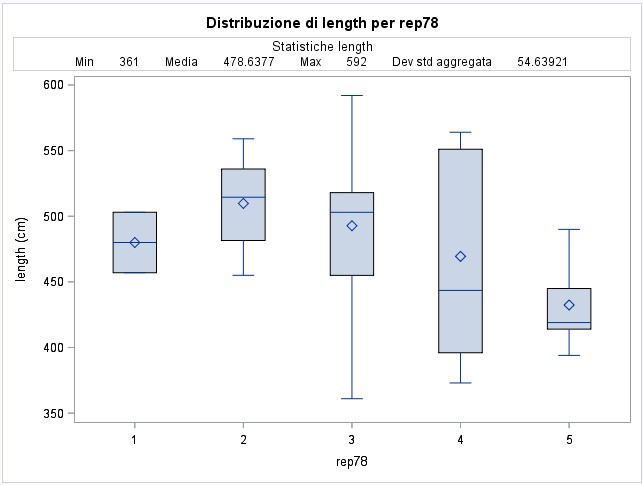 Distribuzione di length per rep78
Statistiche length
Min 361 Media 478.6377 Max 592 Dev std aggregata 54.63921
600
550
500
450
400
350
length (cm)
1 2 3 4 5
rep78